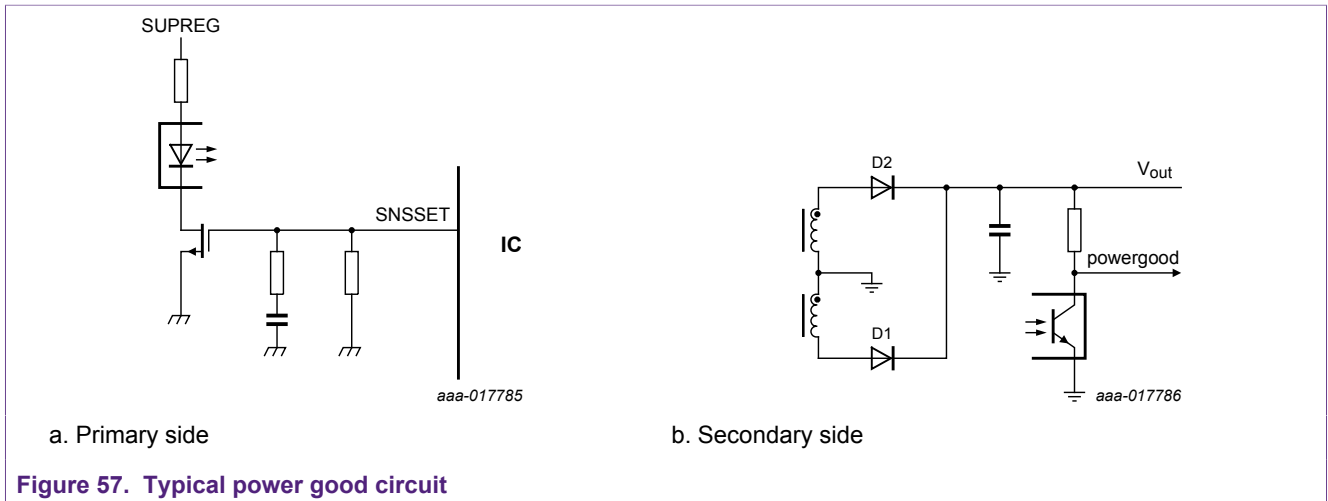 SUPREG
SNSSET
IC
aaa-017785
a. Primary side
D2
Vout
powergood
D1
aaa-017786
b. Secondary side
Figure 57. Typical power good circuit